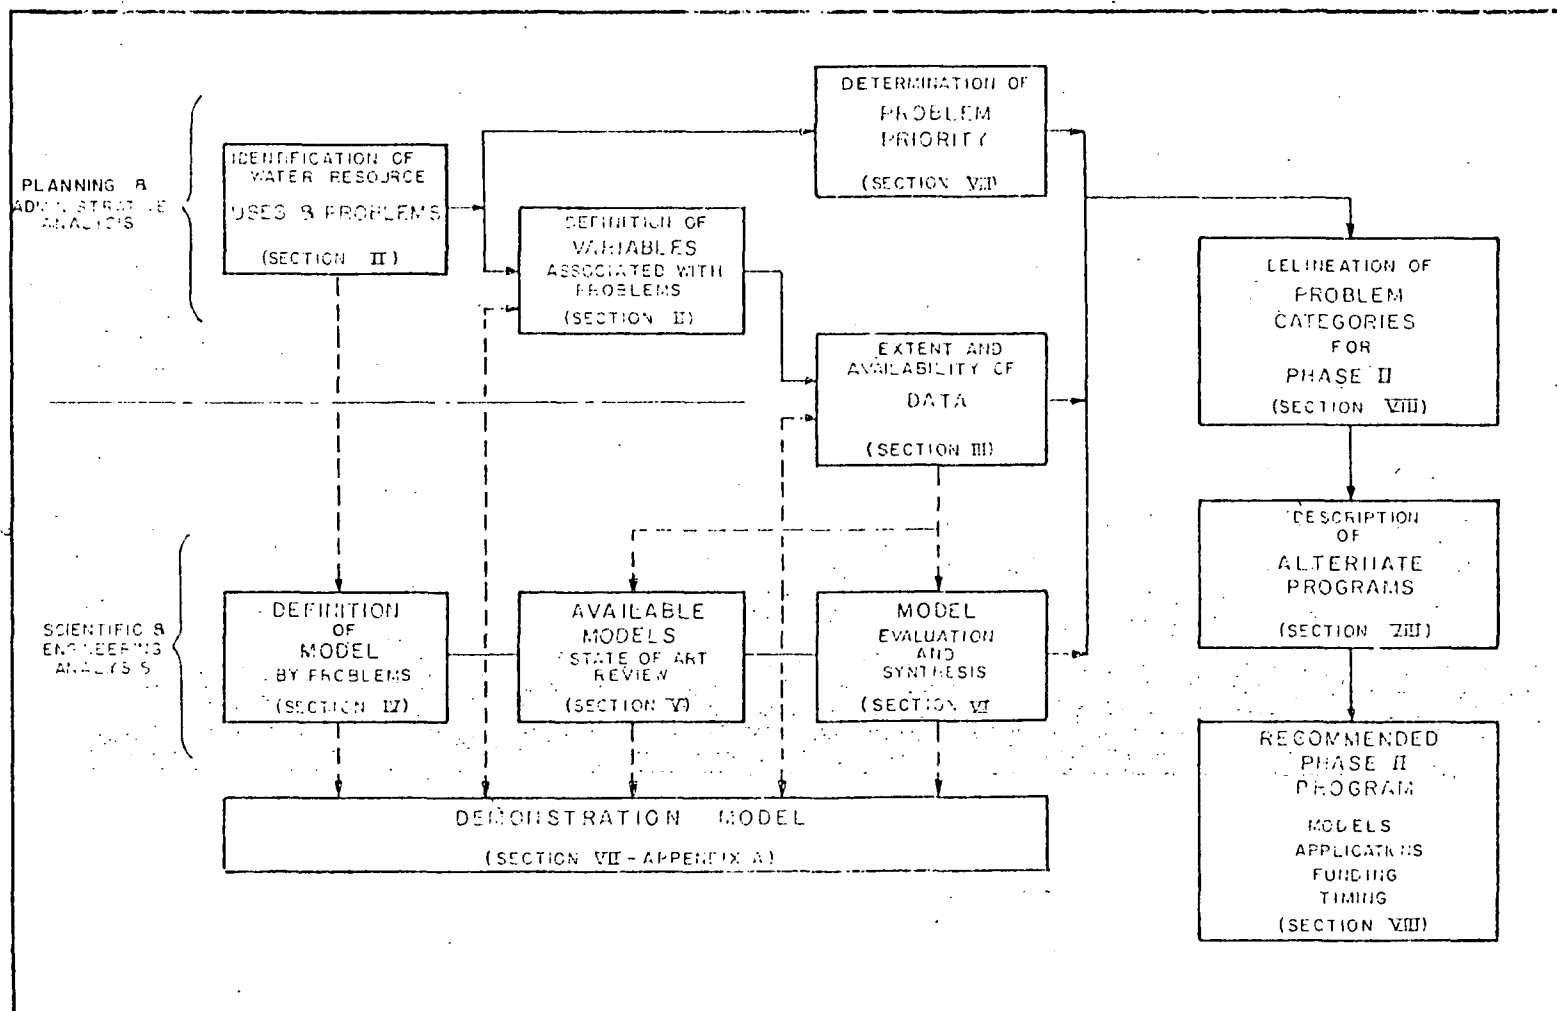 PLANNING &
ADMINISTRATIVE
ANALYSIS
IDENTIFICATION OF
WATER RESOURCE
USES & PROBLEMS
(SECTION II)
DEFINITION OF
VARIABLES
ASSOCIATED WITH
PROBLEMS
(SECTION II)
DETERMINATION OF
PROBLEM
PRIORITY
(SECTION VIII)
EXTENT AND
AVAILABILITY OF
DATA
(SECTION III)
SCIENTIFIC &
ENGINEERING
ANALYSIS
DEFINITION
OF
MODEL
BY PROBLEMS
(SECTION IV)
AVAILABLE
MODELS
STATE OF ART
REVIEW
(SECTION V)
MODEL
EVALUATION
AND
SYNTHESIS
(SECTION VI
DEMONSTRATION MODEL
(SECTION VII - APPENDIX A)
DELINEATION OF
PROBLEM
CATEGORIES
FOR
PHASE II
(SECTION VIII)
DESCRIPTION
OF
ALTERNATE
PROGRAMS
(SECTION VIII)
RECOMMENDED
PHASE II
PROGRAM
MODELS
APPLICATIONS
FUNDING
TIMING
(SECTION VIII)